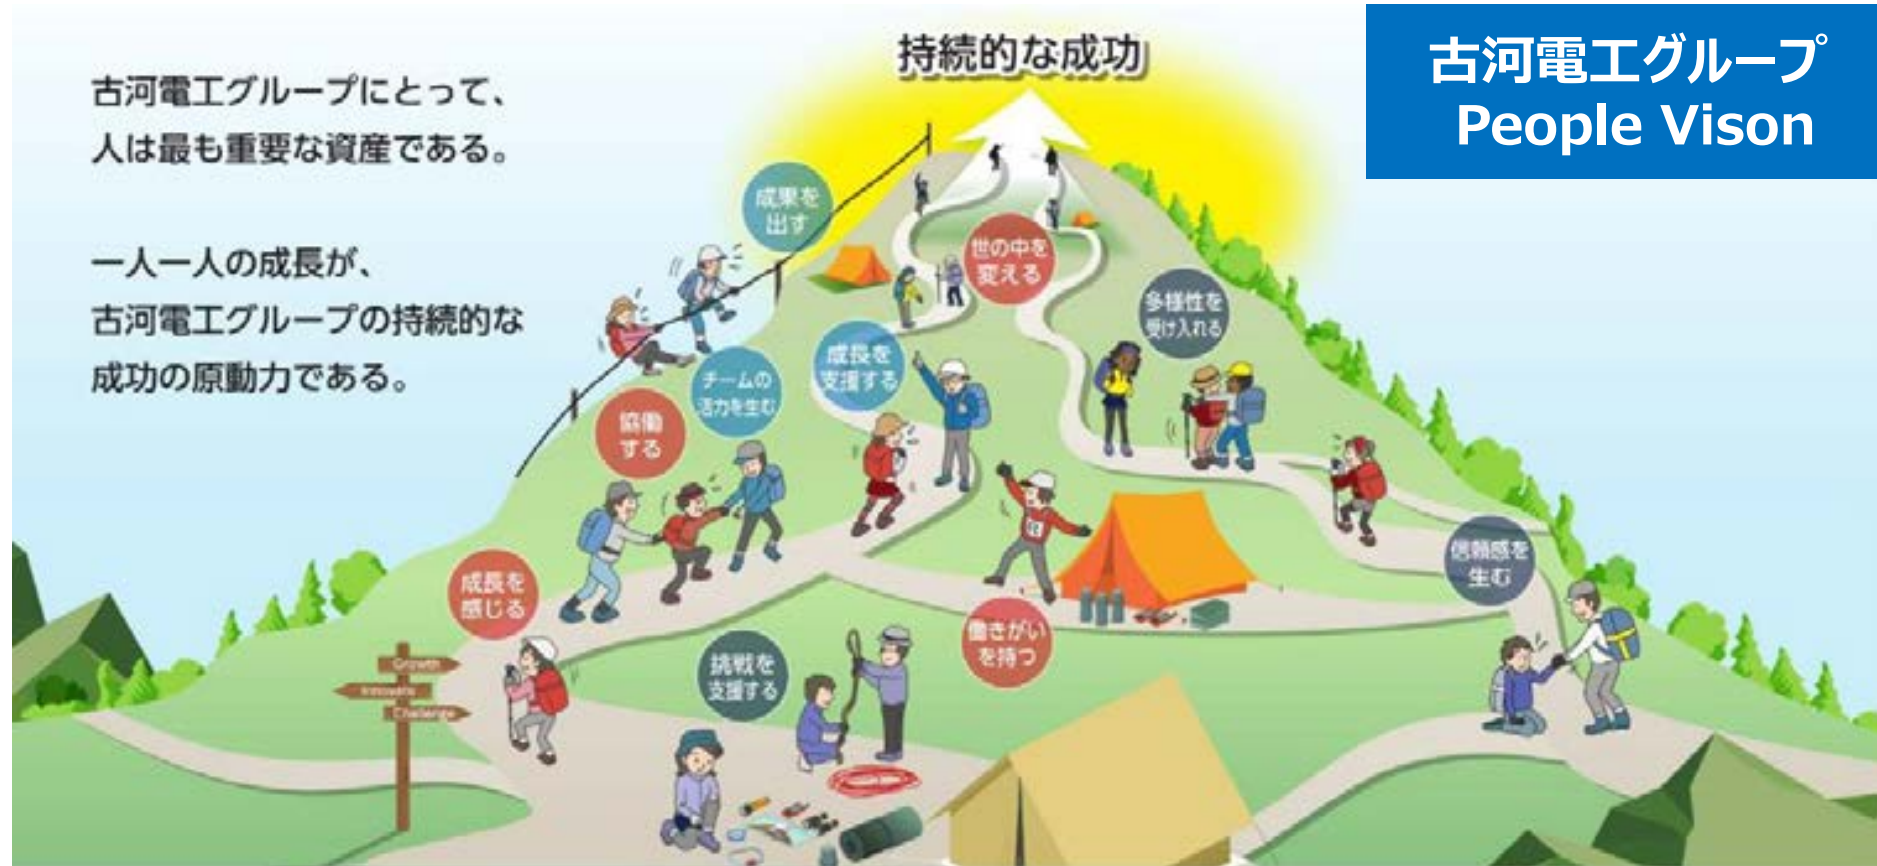 持続的な成功
古河電工グループ
People Vison
古河電工グループにとって、
人は最も重要な資産である。
一人一人の成長が、
古河電工グループの持続的な
成功の原動力である。
成果を
出す
世の中を
変える
多様性を
受け入れる
成長を
支援する
チームの
活力を生む
協働
する
信頼感を
生む
成長を
感じる
働きがい
を持つ
挑戦を
支援する
Growth
Innovate
Challenge